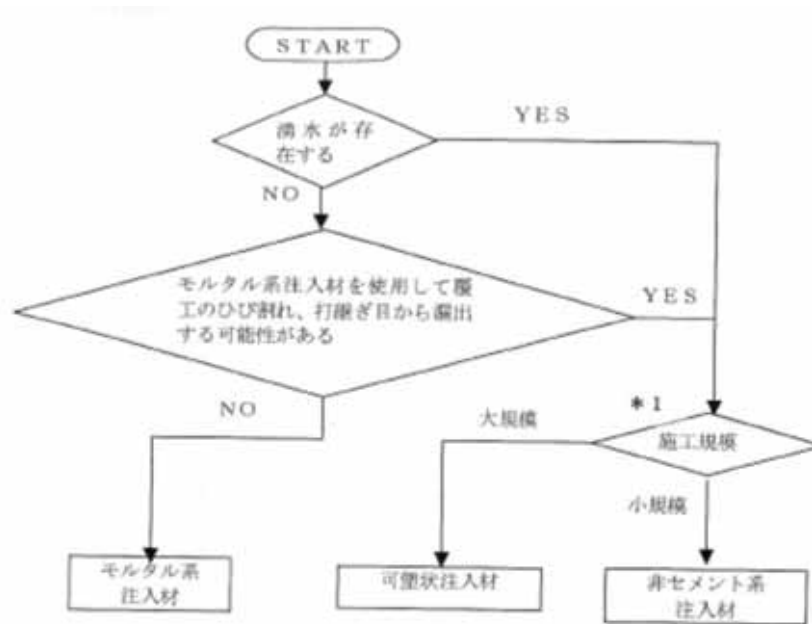 START
湧水が存
在する
YES
NO
モルタル系注入材を使用して覆
工のひび割れ、打継ぎ目から漏出
する可能性がある
YES
NO
*1
大規模
施工規模
小規模
モルタル系
注入材
可塑状注入材
非セメント系
注入材